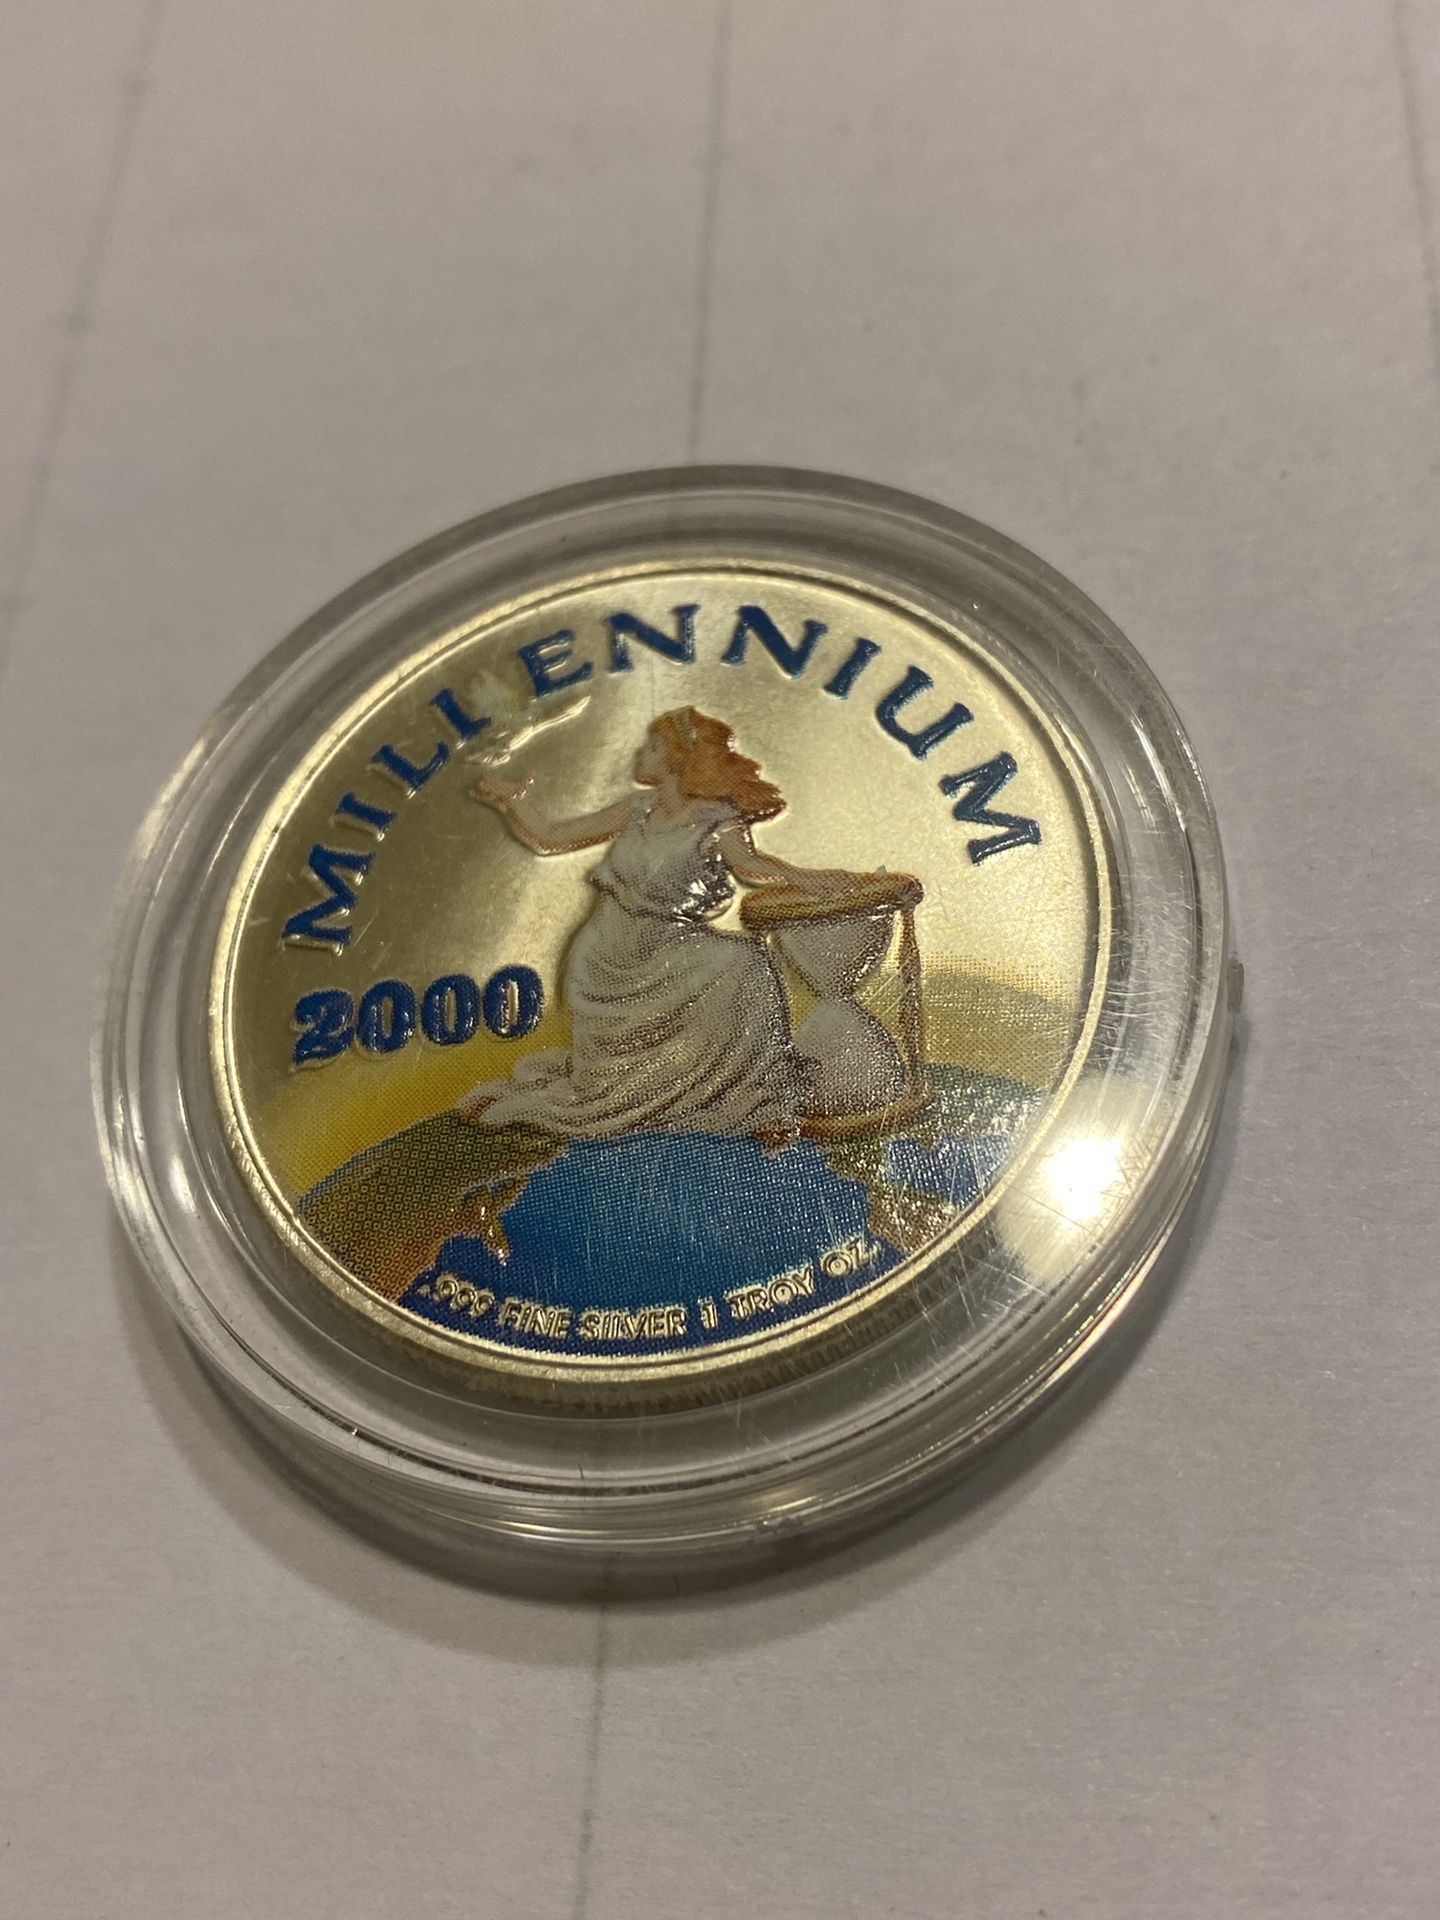 MILLENNIUM
2000
.999 FINE SILVER 1 TROY OZ.